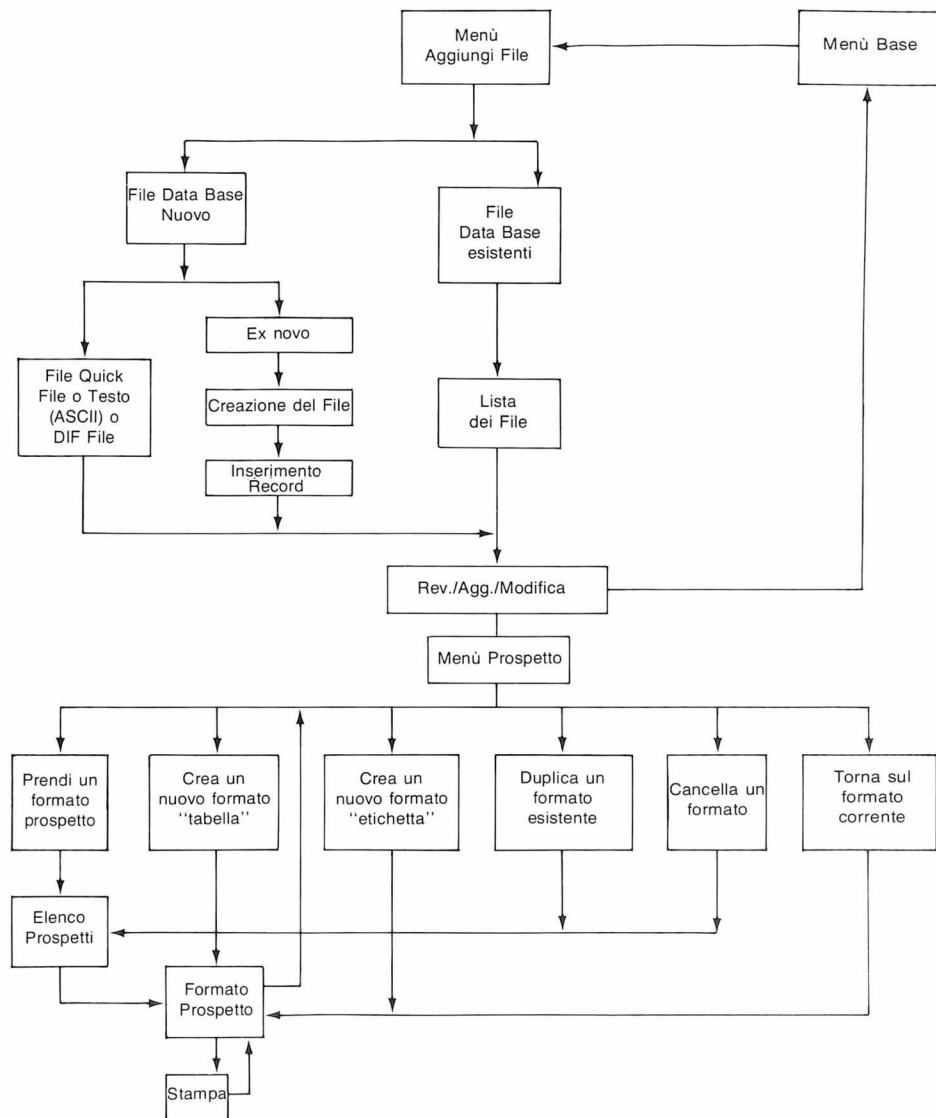 Menù
Aggiungi File
Menù Base
File Data Base
Nuovo
File
Data Base
esistenti
Ex novo
File Quick
File o Testo
(ASCII) o
DIF File
Creazione del File
Lista
dei File
Inserimento
Record
Rev./Agg./Modifica
Menù Prospetto
Prendi un
formato
prospetto
Crea un
nuovo formato
''tabella''
Crea un
nuovo formato
''etichetta''
Duplica un
formato
esistente
Cancella un
formato
Torna sul
formato
corrente
Elenco
Prospetti
Formato
Prospetto
Stampa